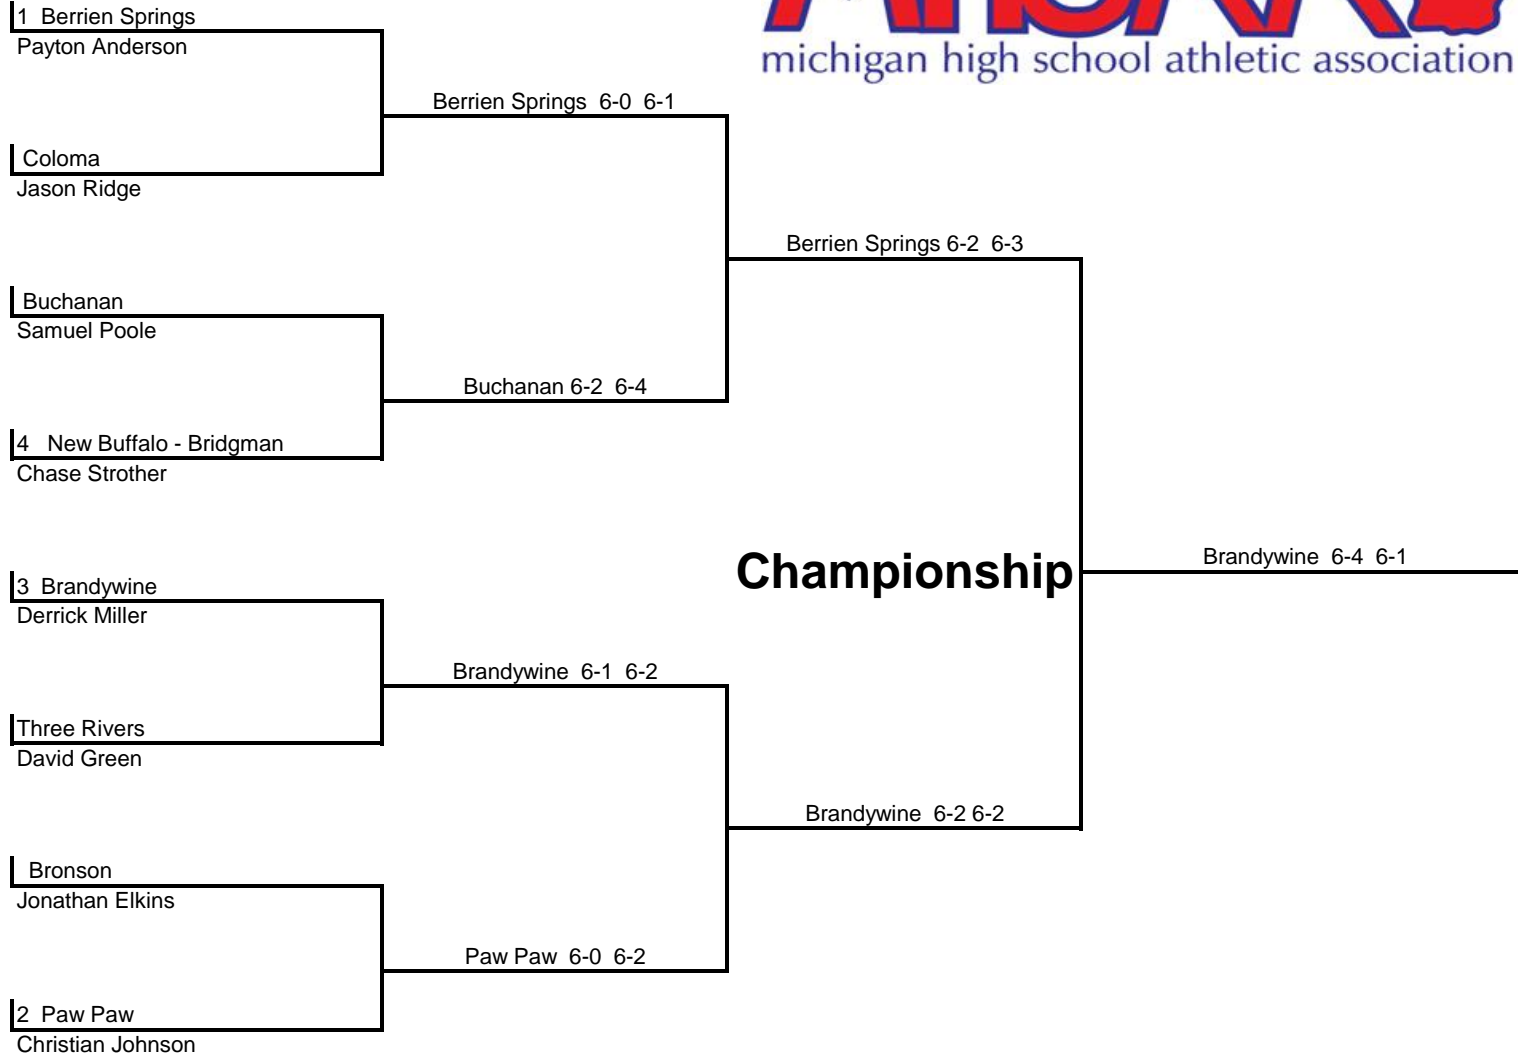 1 Berrien Springs
Payton Anderson
michigan high school athletic association
Berrien Springs 6-0 6-1
Coloma
Jason Ridge
Berrien Springs 6-2 6-3
Buchanan
Samuel Poole
Buchanan 6-2 6-4
4 New Buffalo - Bridgman
Chase Strother
Championship
Brandywine 6-4 6-1
3 Brandywine
Derrick Miller
Brandywine 6-1 6-2
Three Rivers
David Green
Brandywine 6-2 6-2
Bronson
Jonathan Elkins
Paw Paw 6-0 6-2
2 Paw Paw
Christian Johnson